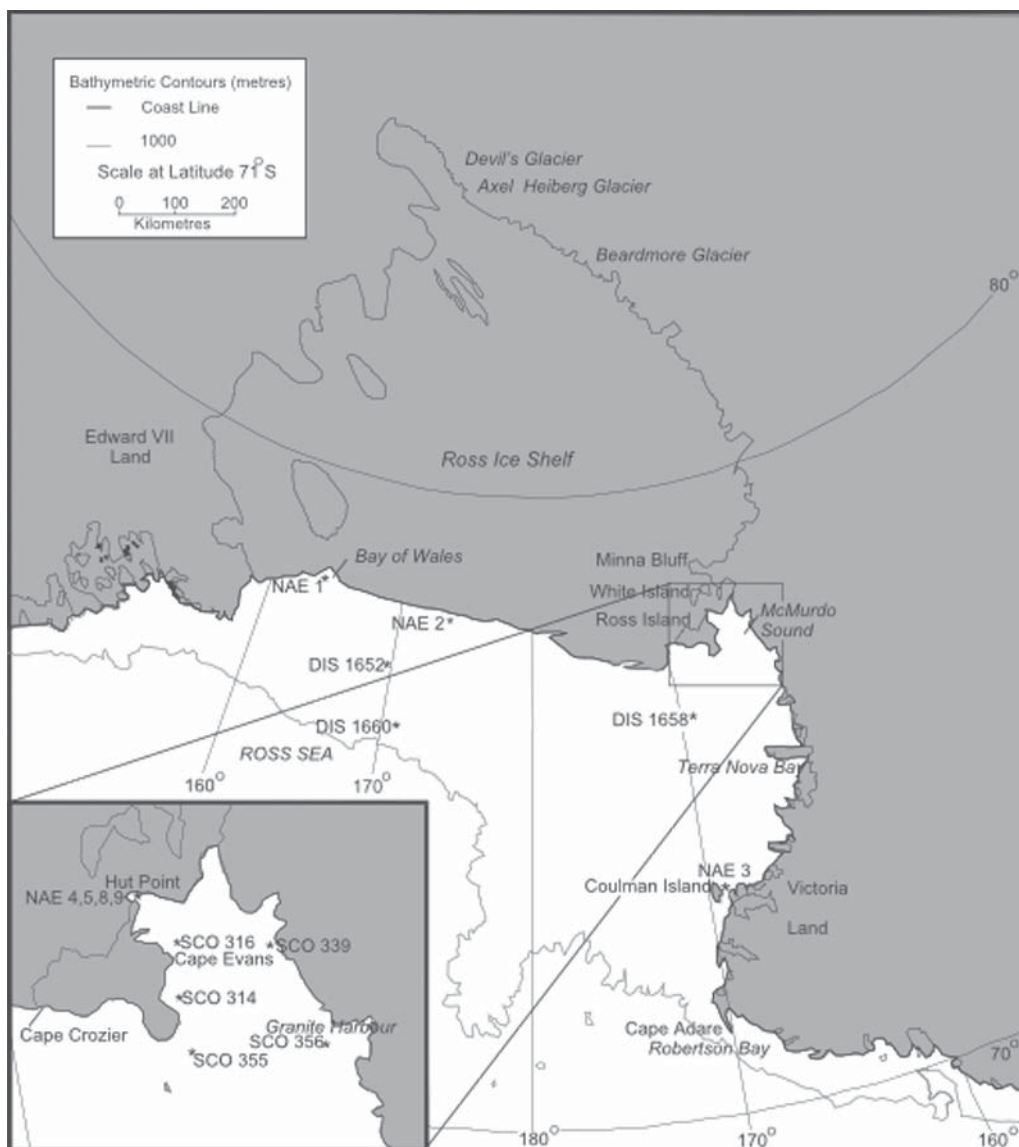 Bathymetric Contours (metres)
Coast Line
1000
Scale at Latitude 71° S
0 100 200
Kilometres
Devil's Glacier
Axel Heiberg Glacier
Beardmore Glacier
80°
Edward VII
Land
Ross Ice Shelf
Bay of Wales
NAE 1*
Minna Bluff
White Island
Ross Island
McMurdo
Sound
NAE 2*
DIS 1652*
DIS 1660*
DIS 1658*
ROSS SEA
Terra Nova Bay
160°
170°
NAE 3
Coulman Island *
Victoria
Land
Hut Point
NAE 4,5,8,9*
*SCO 316
*SCO 339
Cape Evans
*SCO 314
Cape Crozier
Granite Harbour
SCO 356*
*SCO 355
Cape Adare
Robertson Bay
70°
180°
170°
160°